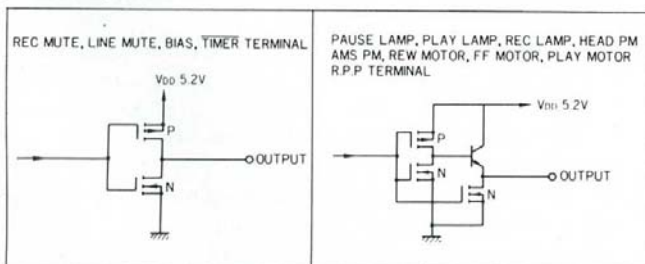 REC MUTE, LINE MUTE, BIAS, TIMER TERMINAL
VDD 5.2V
P
OUTPUT
N
PAUSE LAMP, PLAY LAMP, REC LAMP, HEAD PM
AMS PM, REW MOTOR, FF MOTOR, PLAY MOTOR
R.P.P TERMINAL
VDD 5.2V
P
N
OUTPUT
N